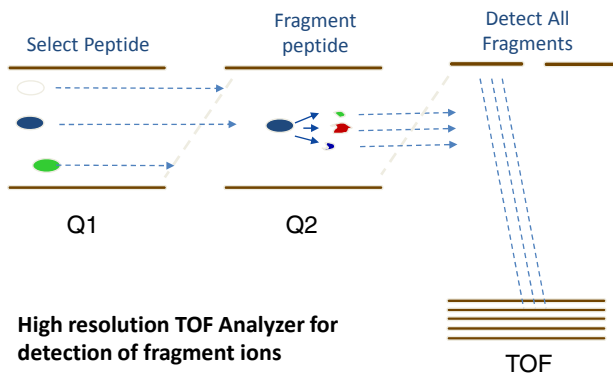 Select Peptide
Fragment
peptide
Detect All
Fragments
Q1
Q2
High resolution TOF Analyzer for
detection of fragment ions
TOF